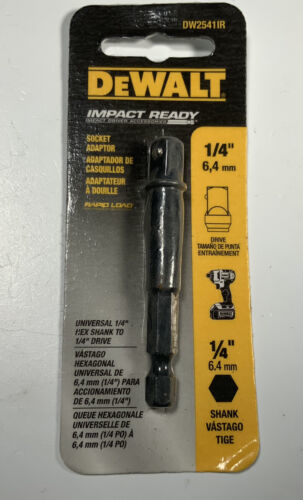 DW2541IR
DEWALT
IMPACT READY
IMPACT DRIVER ACCESSORIES
SOCKET
ADAPTOR
ADAPTADOR DE
CASQUILLOS
ADAPTATEUR
À DOUILLE
RAPID LOAD
1/4"
6,4 mm
DRIVE
TAMAÑO DE PUNTA
ENTRAÎNEMENT
UNIVERSAL 1/4"
HEX SHANK TO
1/4" DRIVE
VÁSTAGO
HEXAGONAL
UNIVERSAL DE
6,4 mm (1/4") PARA
ACCIONAMIENTO
DE 6,4 mm (1/4")
QUEUE HEXAGONALE
UNIVERSELLE DE
6,4 mm (1/4 PO) À
6,4 mm (1/4 PO)
1/4"
6.4 mm
SHANK
VÁSTAGO
TIGE